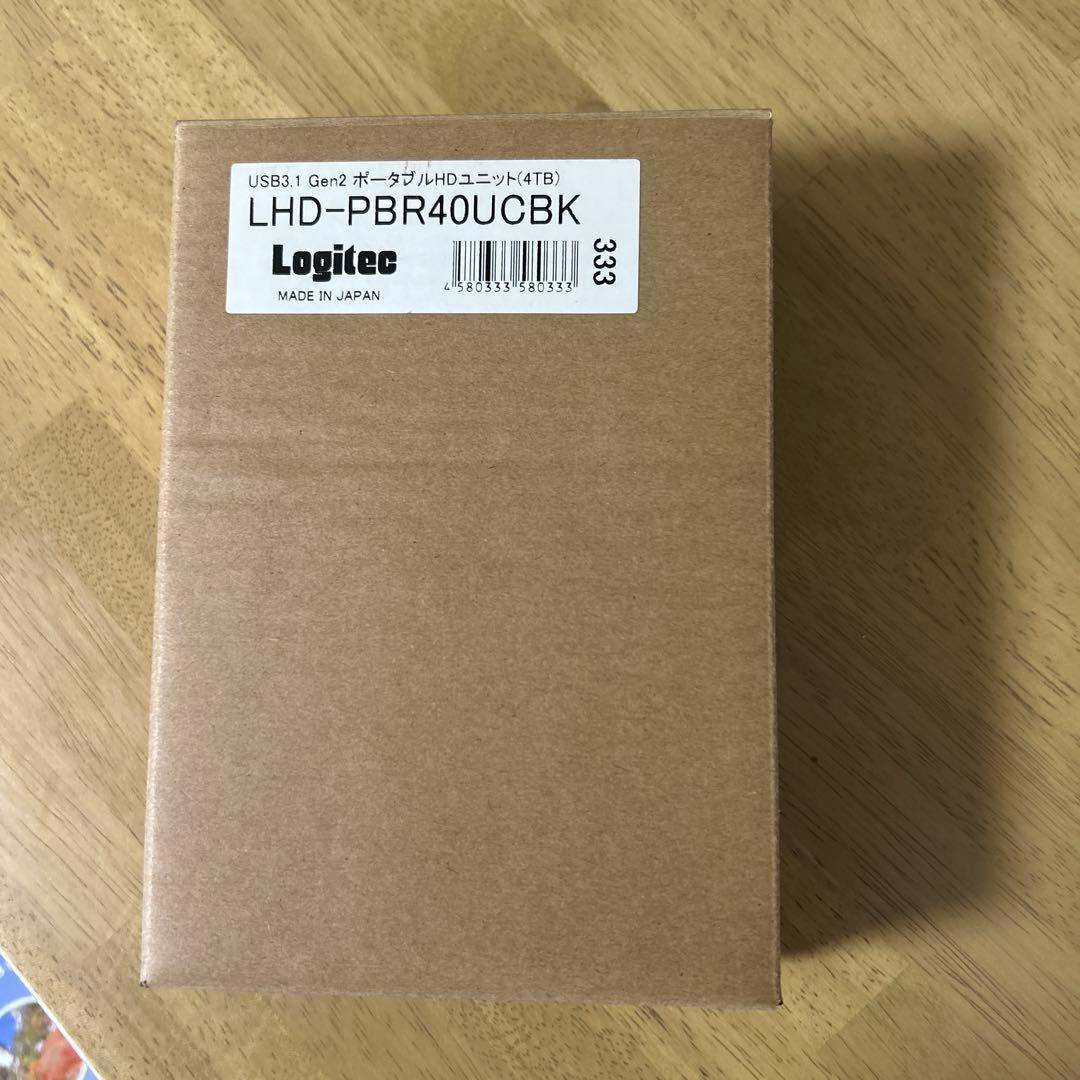 USB3.1 Gen2 ポータブルHDユニット(4TB)
LHD-PBR40UCBK
Logitec
MADE IN JAPAN
4 580333 580333
333